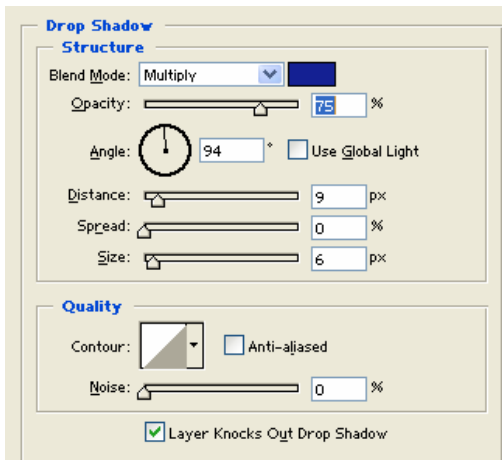 Drop Shadow
Structure
Blend Mode: Multiply
Opacity: 75 %
Angle: 94 ° Use Global Light
Distance: 9 px
Spread: 0 %
Size: 6 px
Quality
Contour: Anti-aliased
Noise: 0 %
Layer Knocks Out Drop Shadow